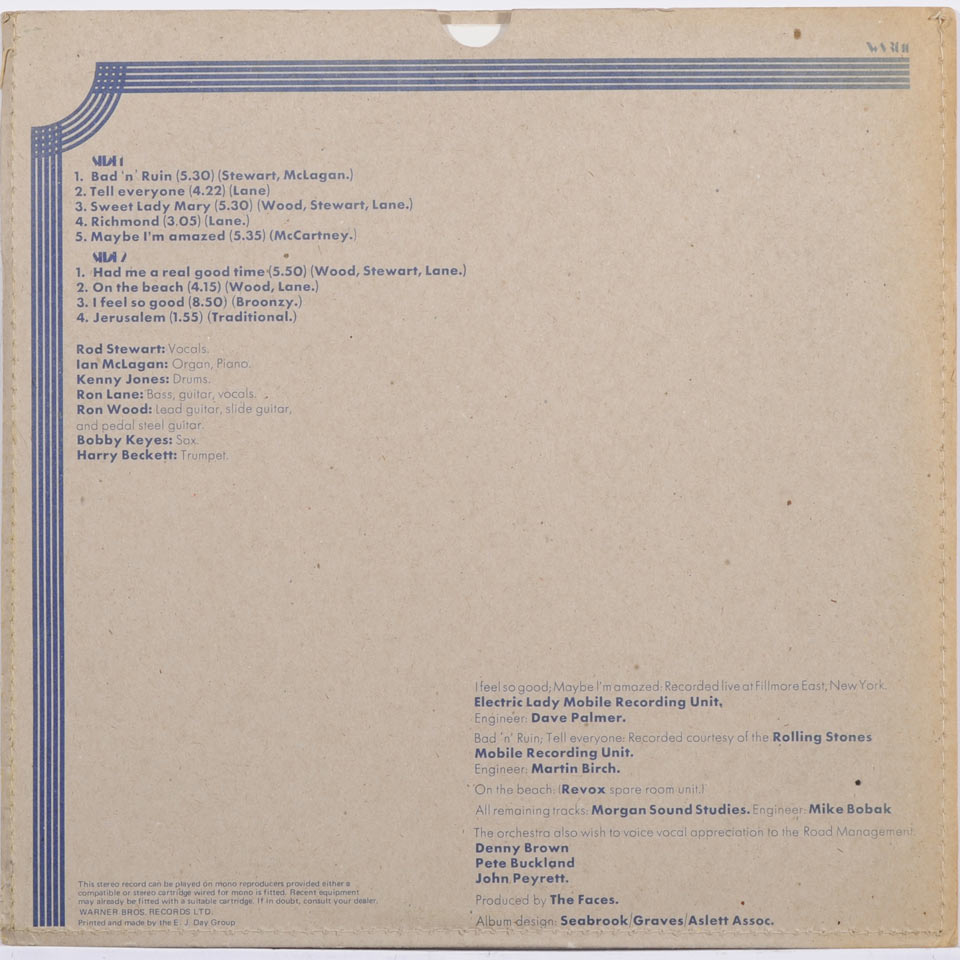 1. Bad 'n' Ruin (5.30) (Stewart, McLagan.)
2. Tell everyone (4.22) (Lane)
3. Sweet Lady Mary (5.30) (Wood, Stewart, Lane.)
4. Richmond (3.05) (Lane.)
5. Maybe I'm amazed (5.35) (McCartney.)
1. Had me a real good time (5.50) (Wood, Stewart, Lane.)
2. On the beach (4.15) (Wood, Lane.)
3. I feel so good (8.50) (Broonzy.)
4. Jerusalem (1.55) (Traditional.)
Rod Stewart: Vocals.
Ian McLagan: Organ, Piano.
Kenny Jones: Drums.
Ron Lane: Bass, guitar, vocals.
Ron Wood: Lead guitar, slide guitar,
and pedal steel guitar.
Bobby Keyes: Sax.
Harry Beckett: Trumpet.
I feel so good; Maybe I'm amazed: Recorded live at Fillmore East, New York.
Electric Lady Mobile Recording Unit,
Engineer: Dave Palmer.
Bad 'n' Ruin; Tell everyone: Recorded courtesy of the Rolling Stones
Mobile Recording Unit.
Engineer: Martin Birch.
On the beach: (Revox spare room unit.)
All remaining tracks: Morgan Sound Studies. Engineer: Mike Bobak
The orchestra also wish to voice vocal appreciation to the Road Management:
Denny Brown
Pete Buckland
John Peyrett.
Produced by The Faces.
Album design: Seabrook/Graves/Aslett Assoc.
This stereo record can be played on mono reproducers provided either a
compatible or stereo cartridge wired for mono is fitted. Recent equipment
may already be fitted with a suitable cartridge. If in doubt, consult your dealer.
WARNER BROS. RECORDS LTD.
Printed and made by the E. J. Day Group